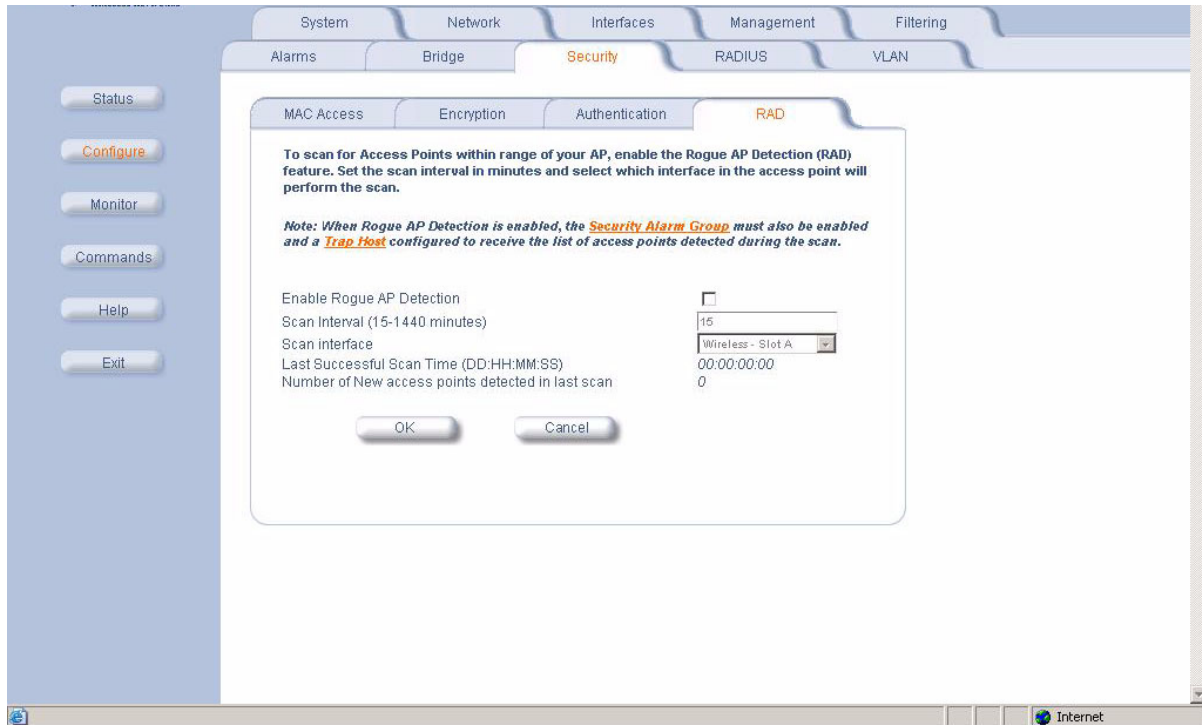 System Network Interfaces Management Filtering
Alarms Bridge Security RADIUS VLAN
Status
Configure
Monitor
Commands
Help
Exit
MAC Access Encryption Authentication RAD
To scan for Access Points within range of your AP, enable the Rogue AP Detection (RAD)
feature. Set the scan interval in minutes and select which interface in the access point will
perform the scan.
Note: When Rogue AP Detection is enabled, the Security Alarm Group must also be enabled
and a Trap Host configured to receive the list of access points detected during the scan.
Enable Rogue AP Detection
Scan Interval (15-1440 minutes) 15
Scan interface Wireless - Slot A
Last Successful Scan Time (DD:HH:MM:SS) 00:00:00:00
Number of New access points detected in last scan 0
OK Cancel
Internet